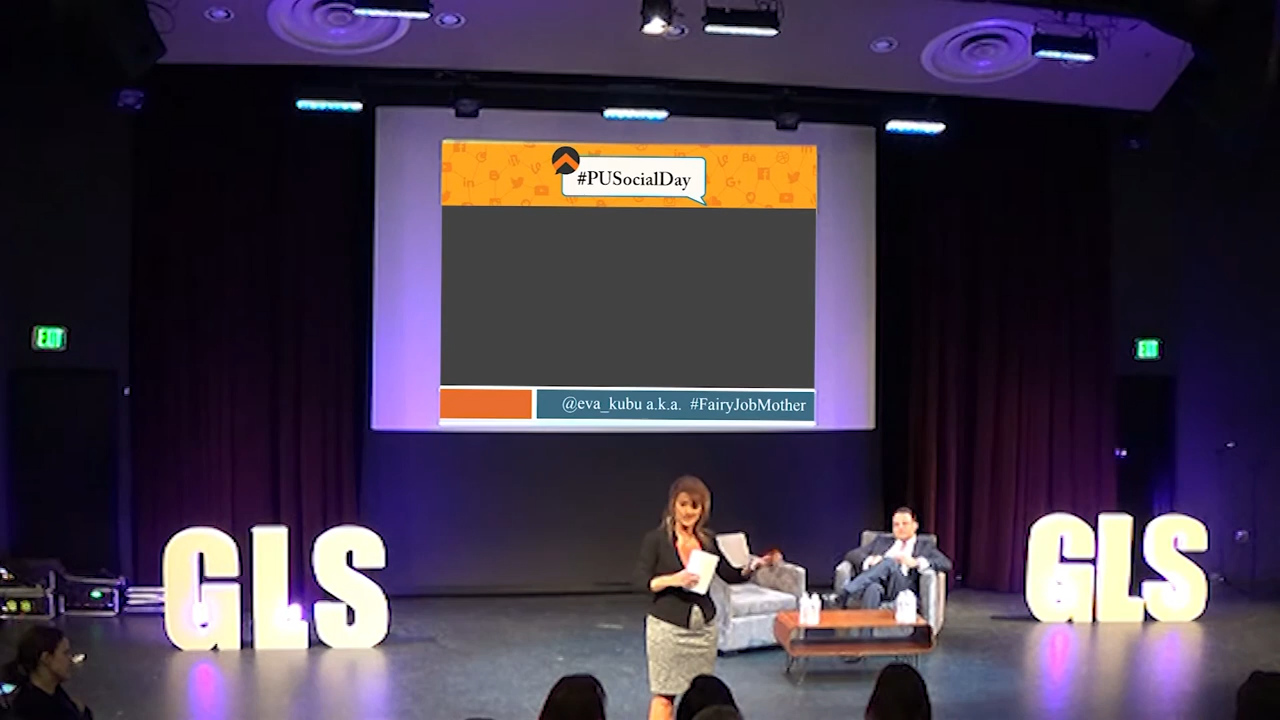 #PUSocialDay
@eva_kubu a.k.a. #FairyJobMother
EXIT
EXIT
GLS
GLS